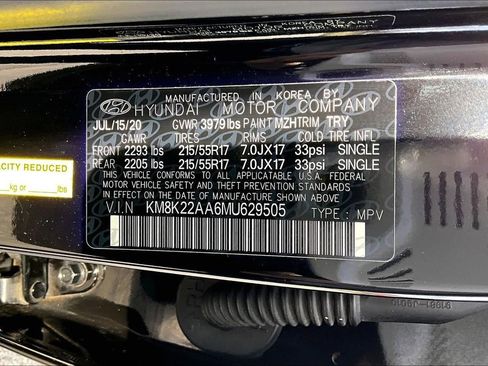 MANUFACTURED IN KOREA BY
HYUNDAI MOTOR COMPANY
JUL/15/20 GVWR 3979 lbs PAINT MZH TRIM TRY
GAWR TIRES RIMS COLD TIRE INFL
FRONT 2293 lbs 215/55R17 7.0JX17 33psi SINGLE
REAR 2205 lbs 215/55R17 7.0JX17 33psi SINGLE
THIS VEHICLE CONFORMS TO ALL APPLICABLE U.S.A. FEDERAL
MOTOR VEHICLE SAFETY, BUMPER, AND THEFT PREVENTION STANDARDS
IN EFFECT ON THE DATE OF MANUFACTURE SHOWN ABOVE.
V.I.N KM8K22AA6MU629505 TYPE : MPV
ACITY REDUCED
kg or lbs